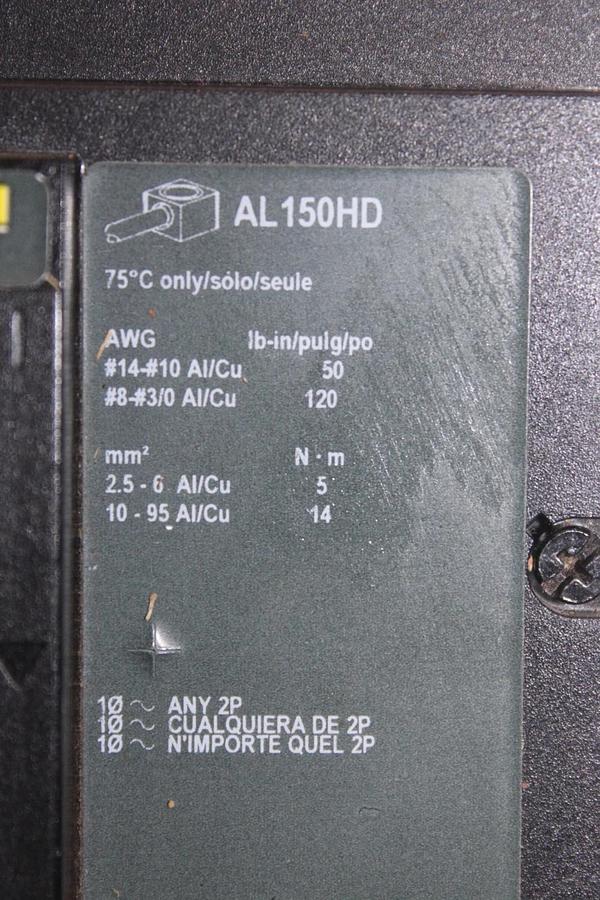 AL150HD
75°C only/sólo/seule
AWG lb-in/pulg/po
#14-#10 Al/Cu 50
#8-#3/0 Al/Cu 120
mm² N·m
2.5 - 6 Al/Cu 5
10 - 95 Al/Cu 14
1Ø ~ ANY 2P
1Ø ~ CUALQUIERA DE 2P
1Ø ~ N'IMPORTE QUEL 2P